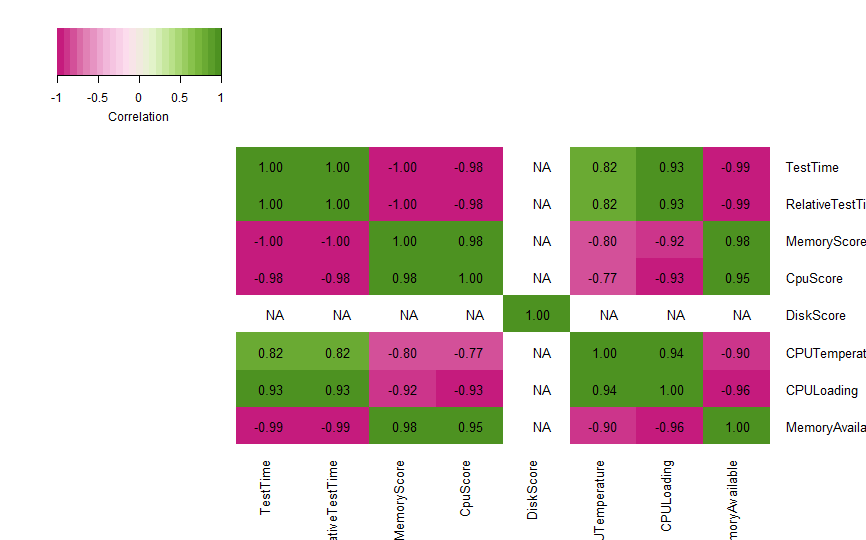 -1 -0.5 0 0.5 1
Correlation
1.00 1.00 -1.00 -0.98 NA 0.82 0.93 -0.99 TestTime
1.00 1.00 -1.00 -0.98 NA 0.82 0.93 -0.99 RelativeTestTi
-1.00 -1.00 1.00 0.98 NA -0.80 -0.92 0.98 MemoryScore
-0.98 -0.98 0.98 1.00 NA -0.77 -0.93 0.95 CpuScore
NA NA NA NA 1.00 NA NA NA DiskScore
0.82 0.82 -0.80 -0.77 NA 1.00 0.94 -0.90 CPUTemperat
0.93 0.93 -0.92 -0.93 NA 0.94 1.00 -0.96 CPULoading
-0.99 -0.99 0.98 0.95 NA -0.90 -0.96 1.00 MemoryAvaila
TestTime
ativeTestTime
MemoryScore
CpuScore
DiskScore
UTemperature
CPULoading
moryAvailable